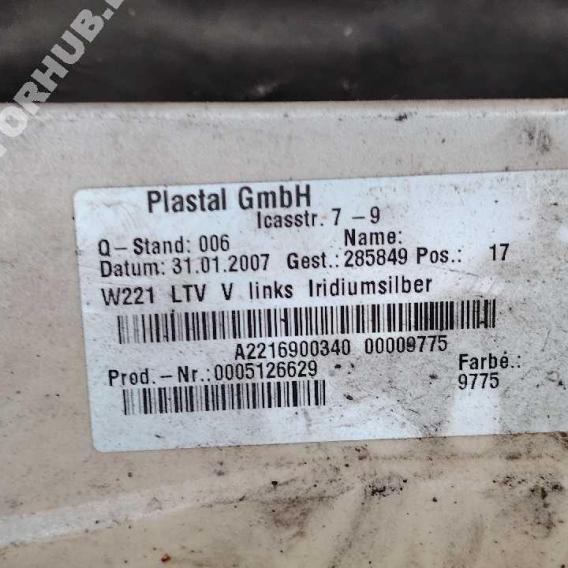 TORHUB.
Plastal GmbH
Icasstr. 7 - 9
Q- Stand: 006 Name:
Datum: 31.01.2007 Gest.: 285849 Pos.: 17
W221 LTV V links Iridiumsilber
A2216900340 00009775
Prod.-Nr.:0005126629 Farbe.:
9775